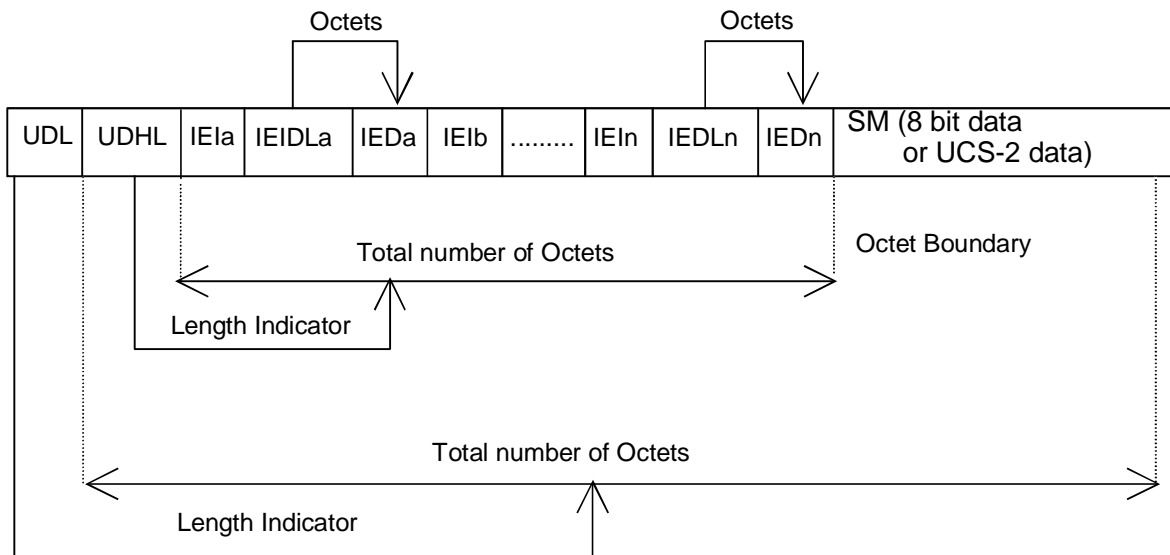 Octets Octets
UDL UDHL IEIa IEIDLa IEDa IEIb ......... IEIn IEDLn IEDn SM (8 bit data
or UCS-2 data)
Total number of Octets Octet Boundary
Length Indicator
Total number of Octets
Length Indicator